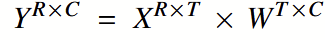 Y^{R×C} = X^{R×T} × W^{T×C}